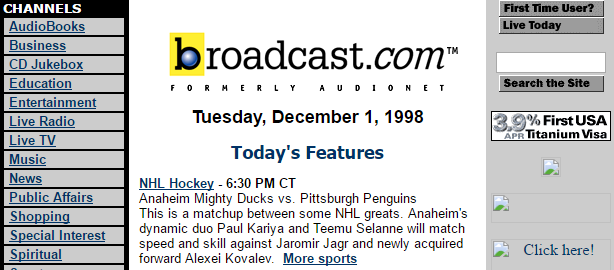 CHANNELS
AudioBooks
Business
CD Jukebox
Education
Entertainment
Live Radio
Live TV
Music
News
Public Affairs
Shopping
Special Interest
Spiritual
broadcast.com™
FORMERLY AUDIONET
Tuesday, December 1, 1998
Today's Features
NHL Hockey - 6:30 PM CT
Anaheim Mighty Ducks vs. Pittsburgh Penguins
This is a matchup between some NHL greats. Anaheim's
dynamic duo Paul Kariya and Teemu Selanne will match
speed and skill against Jaromir Jagr and newly acquired
forward Alexei Kovalev. More sports
First Time User?
Live Today
Search the Site
3.9% APR First USA
Titanium Visa
Click here!